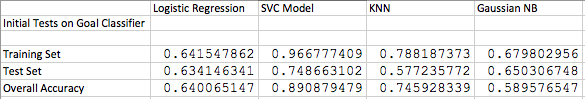 Logistic Regression SVC Model KNN Gaussian NB
Initial Tests on Goal Classifier
Training Set 0.641547862 0.966777409 0.788187373 0.679802956
Test Set 0.634146341 0.748663102 0.577235772 0.650306748
Overall Accuracy 0.640065147 0.890879479 0.745928339 0.589576547